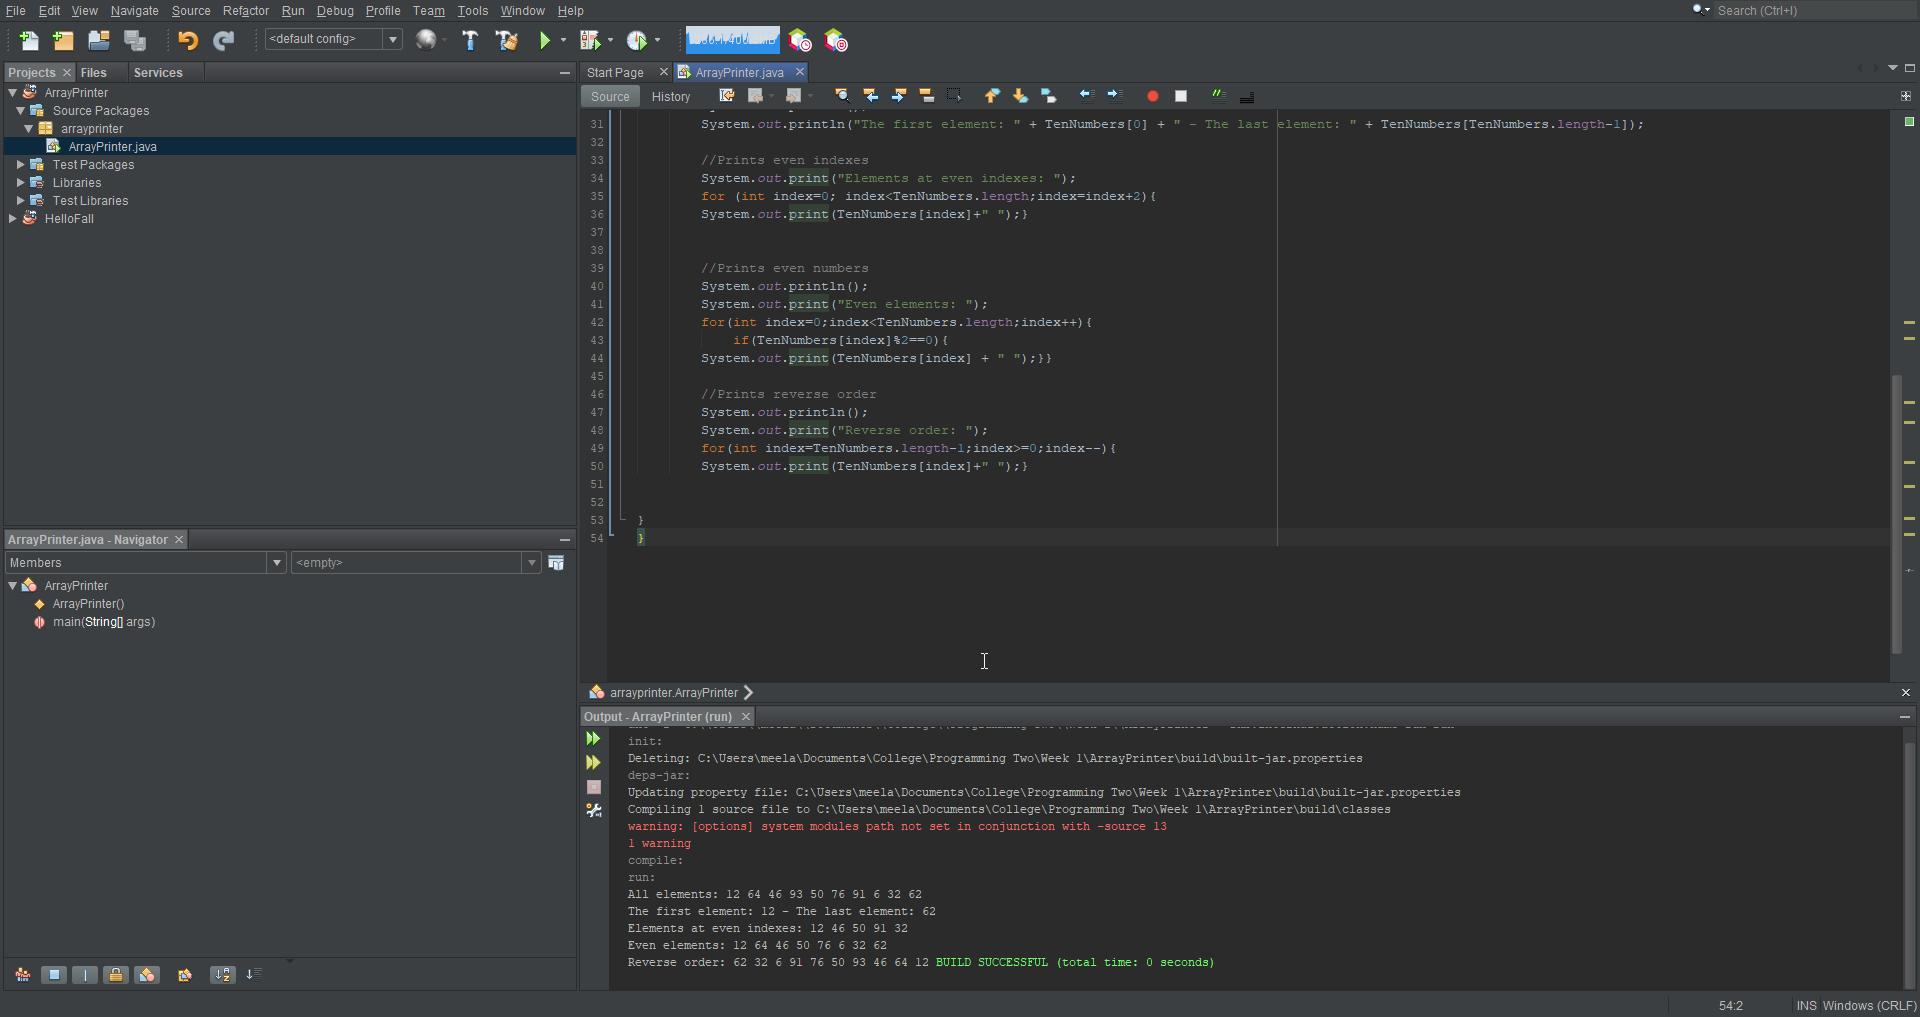 File Edit View Navigate Source Refactor Run Debug Profile Team Tools Window Help
Search (Ctrl+I)
<default config>
Projects Files Services
ArrayPrinter
Source Packages
arrayprinter
ArrayPrinter.java
Test Packages
Libraries
Test Libraries
HelloFall
ArrayPrinter.java - Navigator
Members <empty>
ArrayPrinter
ArrayPrinter()
main(String[] args)
Start Page ArrayPrinter.java
Source History
31 System.out.println("The first element: " + TenNumbers[0] + " - The last element: " + TenNumbers[TenNumbers.length-1]);
32
33 //Prints even indexes
34 System.out.print("Elements at even indexes: ");
35 for (int index=0; index<TenNumbers.length;index=index+2){
36 System.out.print(TenNumbers[index]+" ");}
37
38
39 //Prints even numbers
40 System.out.println();
41 System.out.print("Even elements: ");
42 for(int index=0;index<TenNumbers.length;index++){
43 if(TenNumbers[index]%2==0){
44 System.out.print(TenNumbers[index] + " ");}}
45
46 //Prints reverse order
47 System.out.println();
48 System.out.print("Reverse order: ");
49 for(int index=TenNumbers.length-1;index>=0;index--){
50 System.out.print(TenNumbers[index]+" ");}
51
52
53 }
54 }
arrayprinter.ArrayPrinter
Output - ArrayPrinter (run)
init:
Deleting: C:\Users\meela\Documents\College\Programming Two\Week 1\ArrayPrinter\build\built-jar.properties
deps-jar:
Updating property file: C:\Users\meela\Documents\College\Programming Two\Week 1\ArrayPrinter\build\built-jar.properties
Compiling 1 source file to C:\Users\meela\Documents\College\Programming Two\Week 1\ArrayPrinter\build\classes
warning: [options] system modules path not set in conjunction with -source 13
1 warning
compile:
run:
All elements: 12 64 46 93 50 76 91 6 32 62
The first element: 12 - The last element: 62
Elements at even indexes: 12 46 50 91 32
Even elements: 12 64 46 50 76 6 32 62
Reverse order: 62 32 6 91 76 50 93 46 64 12 BUILD SUCCESSFUL (total time: 0 seconds)
54:2 INS Windows (CRLF)